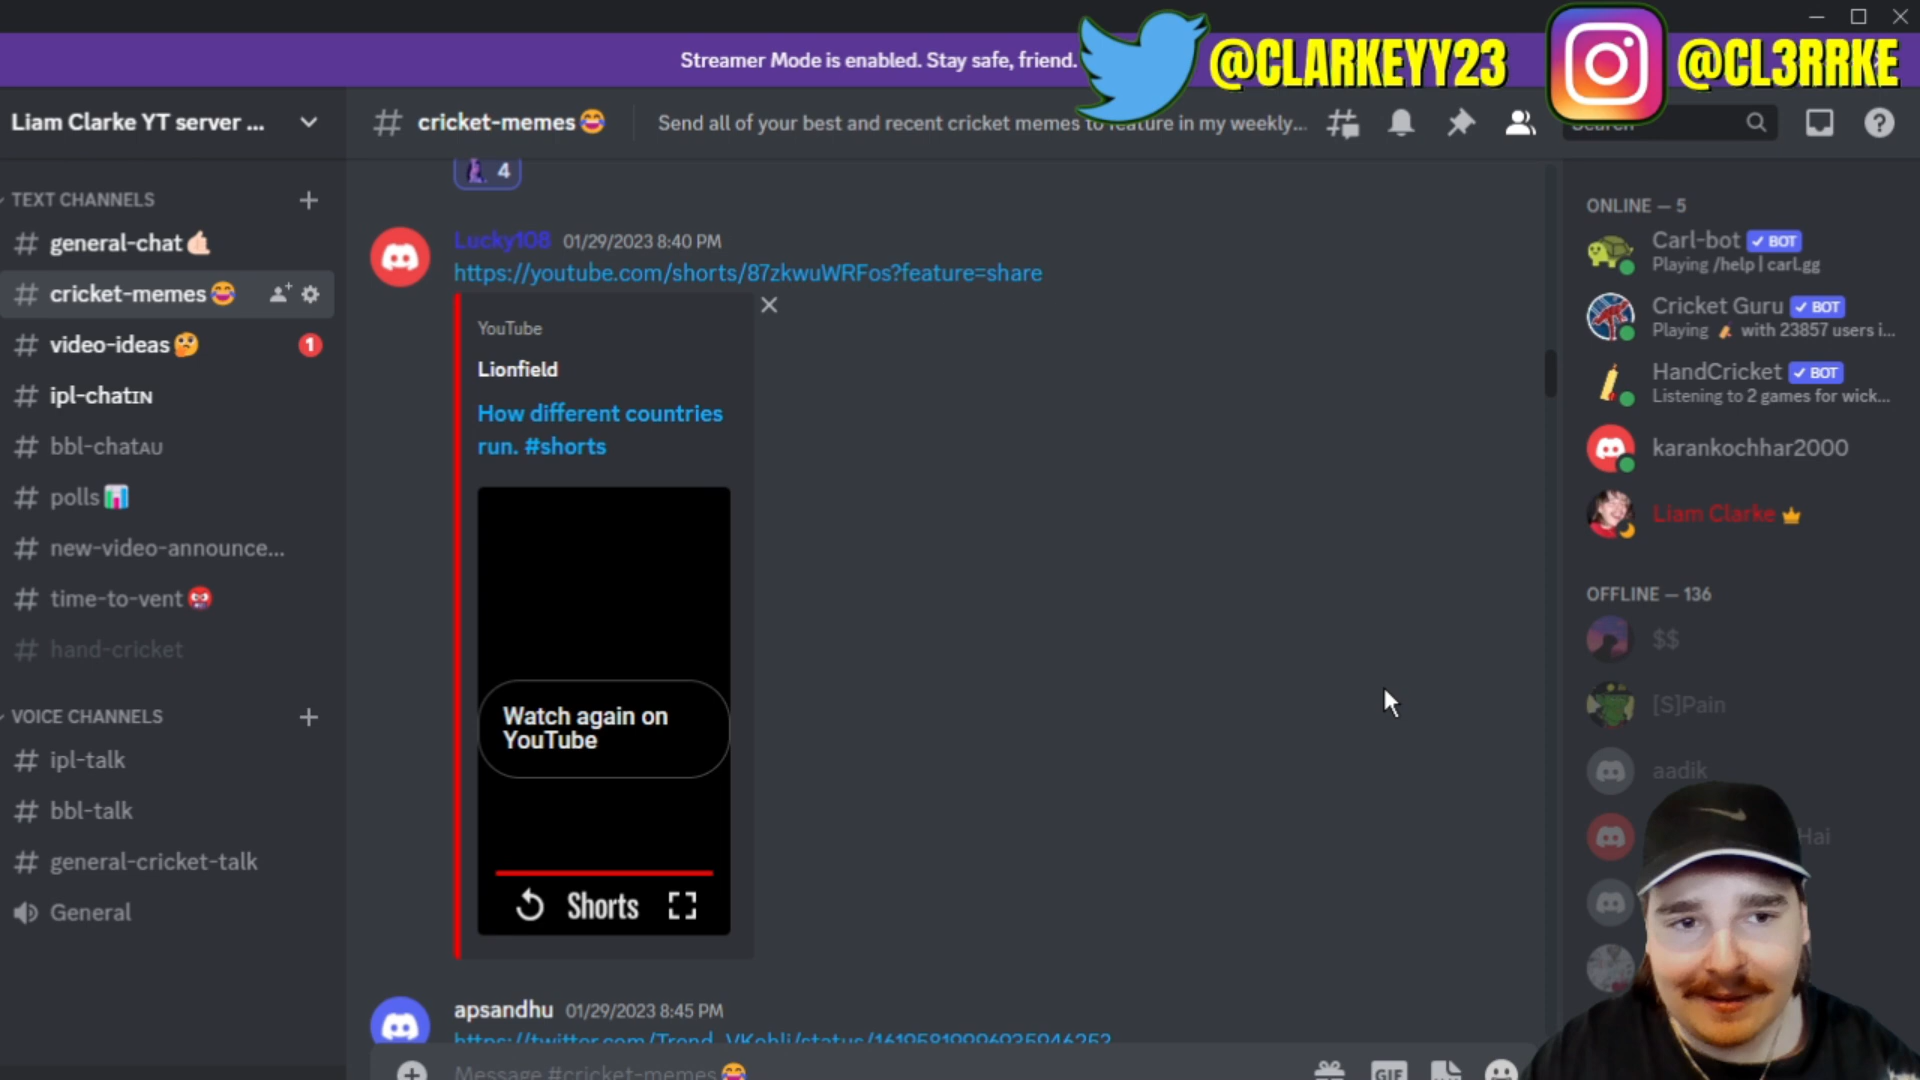 Streamer Mode is enabled. Stay safe, friend.
@CLARKEYY23
@CL3RRKE
Liam Clarke YT server ...
cricket-memes😂
Send all of your best and recent cricket memes to feature in my weekly...
Search
TEXT CHANNELS
general-chat
cricket-memes😂
video-ideas🤔
1
ipl-chatIN
bbl-chatAU
polls📊
new-video-announce...
time-to-vent
hand-cricket
VOICE CHANNELS
ipl-talk
bbl-talk
general-cricket-talk
General
4
Lucky108 01/29/2023 8:40 PM
https://youtube.com/shorts/87zkwuWRFos?feature=share
YouTube
Lionfield
How different countries
run. #shorts
Watch again on
YouTube
Shorts
apsandhu 01/29/2023 8:45 PM
Message #cricket-memes😂
GIF
ONLINE — 5
Carl-bot ✓ BOT
Playing /help | carl.gg
Cricket Guru ✓ BOT
Playing 🏏 with 23857 users i...
HandCricket ✓ BOT
Listening to 2 games for wick...
karankochhar2000
Liam Clarke
OFFLINE — 136
$$
[S]Pain
aadik
Hai